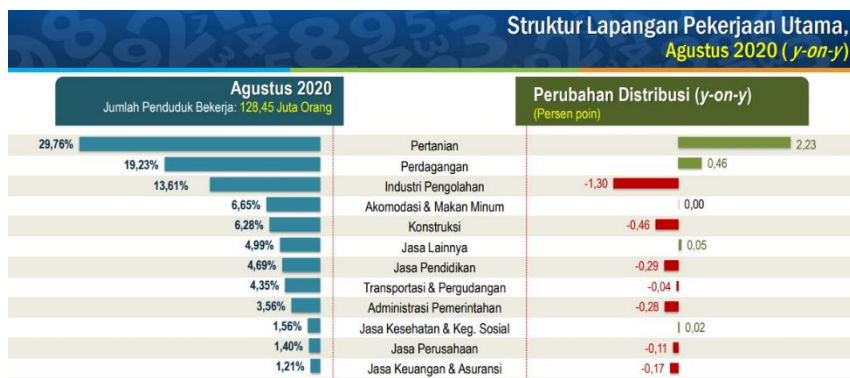 Struktur Lapangan Pekerjaan Utama,
Agustus 2020 ( y-on-y)
Agustus 2020
Jumlah Penduduk Bekerja: 128,45 Juta Orang
Perubahan Distribusi (y-on-y)
(Persen poin)
29,76% Pertanian 2,23
19,23% Perdagangan 0,46
13,61% Industri Pengolahan -1,30
6,65% Akomodasi & Makan Minum 0,00
6,28% Konstruksi -0,46
4,99% Jasa Lainnya 0,05
4,69% Jasa Pendidikan -0,29
4,35% Transportasi & Pergudangan -0,04
3,56% Administrasi Pemerintahan -0,28
1,56% Jasa Kesehatan & Keg. Sosial 0,02
1,40% Jasa Perusahaan -0,11
1,21% Jasa Keuangan & Asuransi -0,17